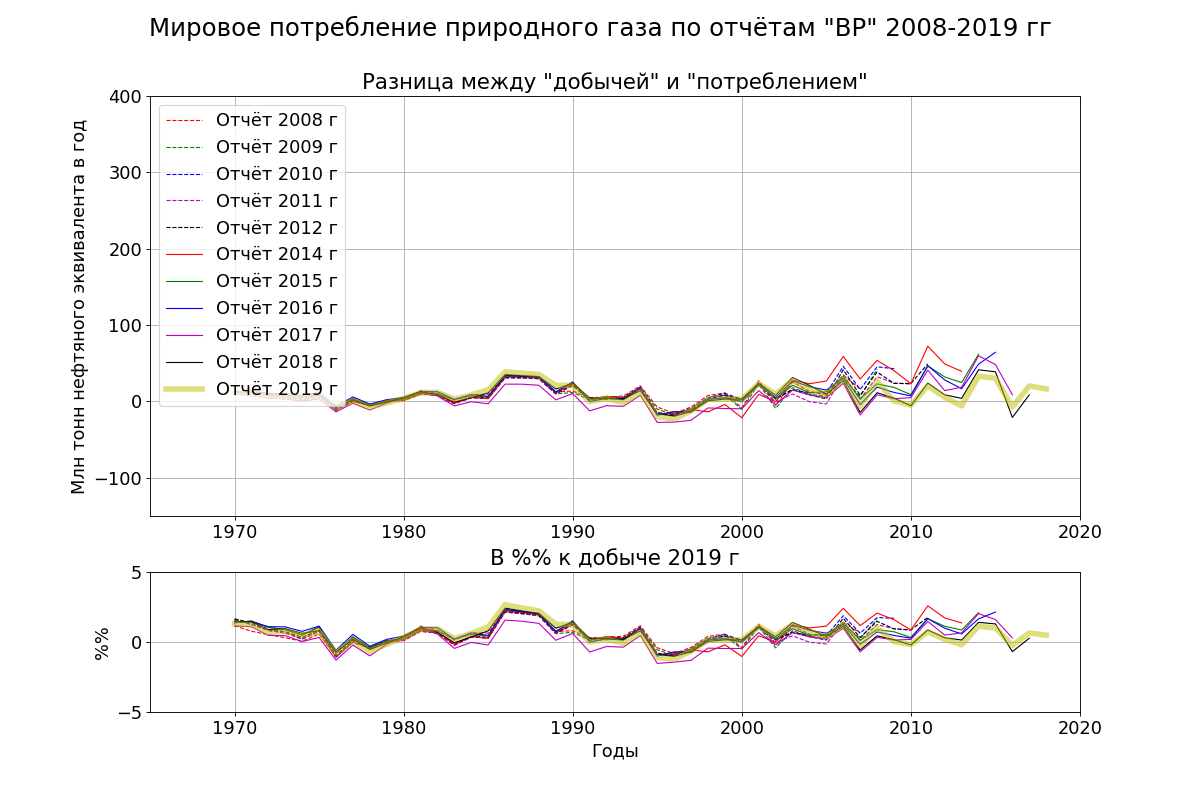 Мировое потребление природного газа по отчётам "BP" 2008-2019 гг
Разница между "добычей" и "потреблением"
Млн тонн нефтяного эквивалента в год
400
300
200
100
0
−100
Отчёт 2008 г
Отчёт 2009 г
Отчёт 2010 г
Отчёт 2011 г
Отчёт 2012 г
Отчёт 2014 г
Отчёт 2015 г
Отчёт 2016 г
Отчёт 2017 г
Отчёт 2018 г
Отчёт 2019 г
1970 1980 1990 2000 2010 2020
В %% к добыче 2019 г
%%
5
0
−5
1970 1980 1990 2000 2010 2020
Годы